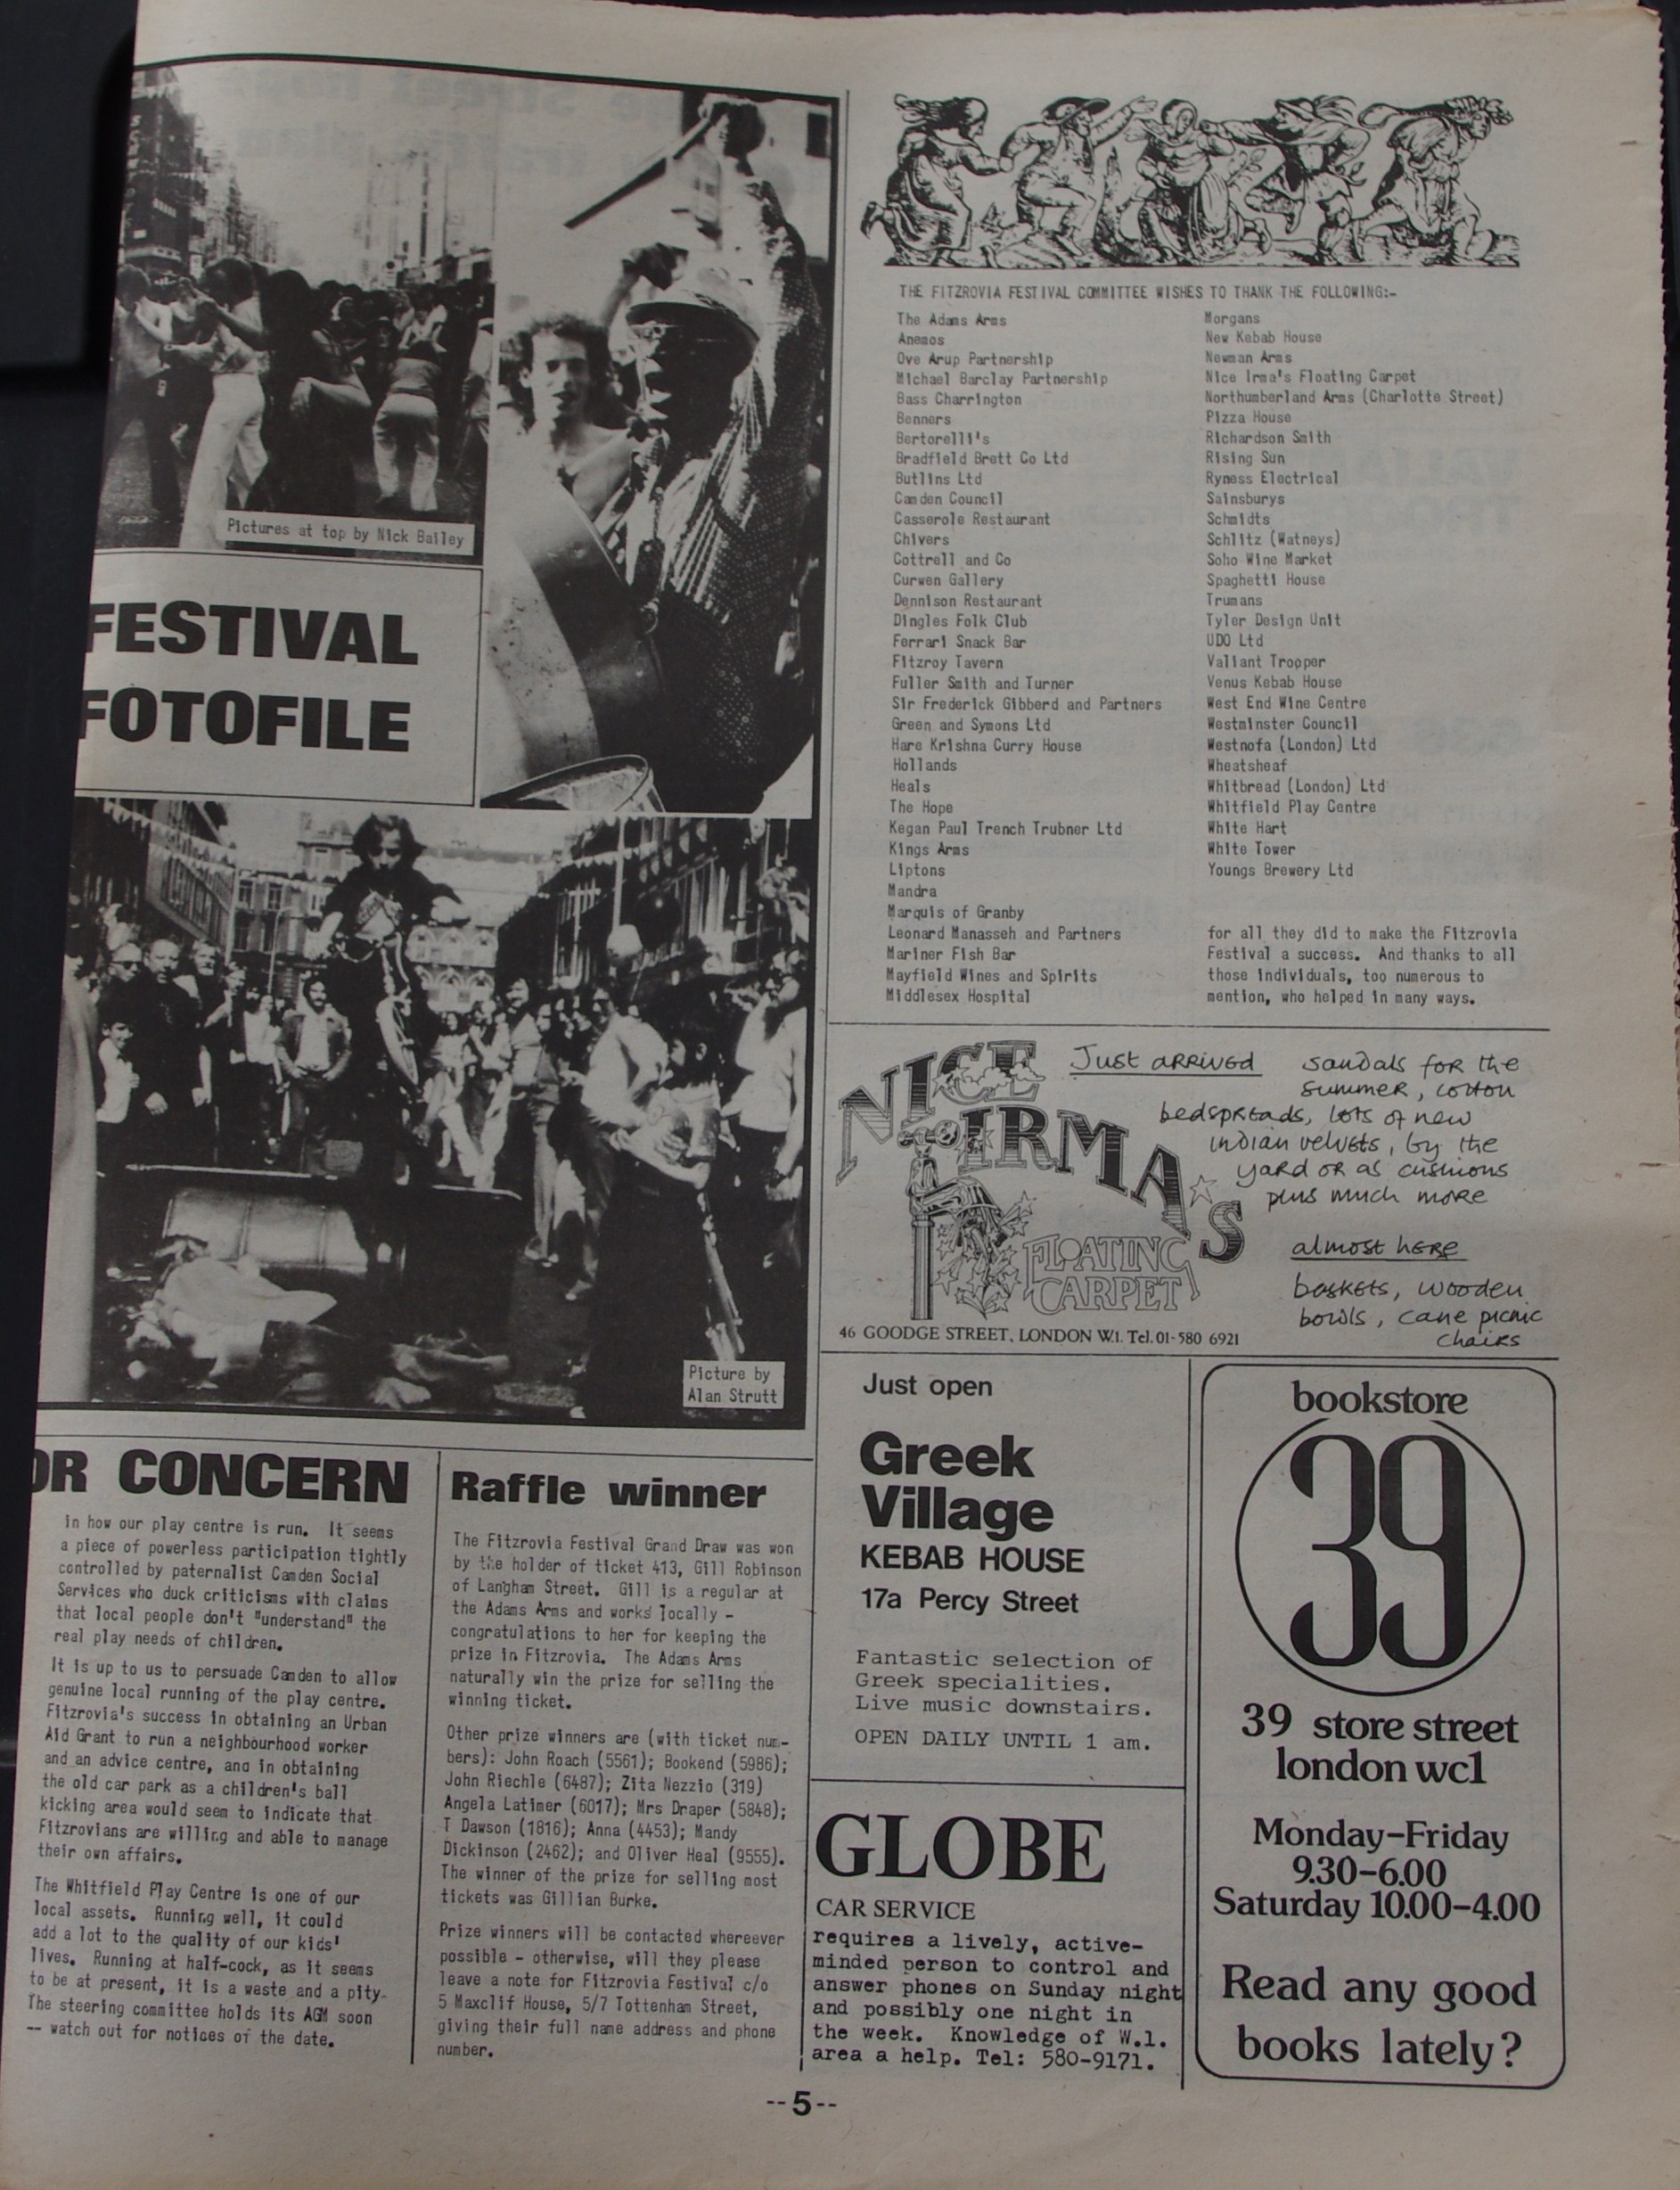 Pictures at top by Nick Bailey
FESTIVAL
FOTOFILE
Picture by
Alan Strutt
OR CONCERN
in how our play centre is run. It seems
a piece of powerless participation tightly
controlled by paternalist Camden Social
Services who duck criticisms with claims
that local people don't "understand" the
real play needs of children.
It is up to us to persuade Camden to allow
genuine local running of the play centre.
Fitzrovia's success in obtaining an Urban
Aid Grant to run a neighbourhood worker
and an advice centre, and in obtaining
the old car park as a children's ball
kicking area would seem to indicate that
Fitzrovians are willing and able to manage
their own affairs.
The Whitfield Play Centre is one of our
local assets. Running well, it could
add a lot to the quality of our kids'
lives. Running at half-cock, as it seems
to be at present, it is a waste and a pity.
The steering committee holds its AGM soon
-- watch out for notices of the date.
Raffle winner
The Fitzrovia Festival Grand Draw was won
by the holder of ticket 413, Gill Robinson
of Langham Street. Gill is a regular at
the Adams Arms and works locally -
congratulations to her for keeping the
prize in Fitzrovia. The Adams Arms
naturally win the prize for selling the
winning ticket.
Other prize winners are (with ticket num-
bers): John Roach (5561); Bookend (5986);
John Riechle (6487); Zita Nezzio (319)
Angela Latimer (6017); Mrs Draper (5848);
T Dawson (1816); Anna (4453); Mandy
Dickinson (2462); and Oliver Heal (9555).
The winner of the prize for selling most
tickets was Gillian Burke.
Prize winners will be contacted whereever
possible - otherwise, will they please
leave a note for Fitzrovia Festival c/o
5 Maxclif House, 5/7 Tottenham Street,
giving their full name address and phone
number.
THE FITZROVIA FESTIVAL COMMITTEE WISHES TO THANK THE FOLLOWING:-
The Adams Arms
Anemos
Ove Arup Partnership
Michael Barclay Partnership
Bass Charrington
Benners
Bertorelli's
Bradfield Brett Co Ltd
Butlins Ltd
Camden Council
Casserole Restaurant
Chivers
Cottrell and Co
Curwen Gallery
Dennison Restaurant
Dingles Folk Club
Ferrari Snack Bar
Fitzroy Tavern
Fuller Smith and Turner
Sir Frederick Gibberd and Partners
Green and Symons Ltd
Hare Krishna Curry House
Hollands
Heals
The Hope
Kegan Paul Trench Trubner Ltd
Kings Arms
Liptons
Mandra
Marquis of Granby
Leonard Manasseh and Partners
Mariner Fish Bar
Mayfield Wines and Spirits
Middlesex Hospital
Morgans
New Kebab House
Newman Arms
Nice Irma's Floating Carpet
Northumberland Arms (Charlotte Street)
Pizza House
Richardson Smith
Rising Sun
Ryness Electrical
Sainsburys
Schmidts
Schlitz (Watneys)
Soho Wine Market
Spaghetti House
Trumans
Tyler Design Unit
UDO Ltd
Valiant Trooper
Venus Kebab House
West End Wine Centre
Westminster Council
Westnofa (London) Ltd
Wheatsheaf
Whitbread (London) Ltd
Whitfield Play Centre
White Hart
White Tower
Youngs Brewery Ltd
for all they did to make the Fitzrovia
Festival a success. And thanks to all
those individuals, too numerous to
mention, who helped in many ways.
NICE
IRMA'S
FLOATING
CARPET
46 GOODGE STREET, LONDON W.1. Tel. 01-580 6921
Just arrived
sandals for the
summer, cotton
bedspreads, lots of new
indian velvets, by the
yard or as cushions
plus much more
almost here
baskets, wooden
bowls, cane picnic
chairs
Just open
Greek
Village
KEBAB HOUSE
17a Percy Street
Fantastic selection of
Greek specialities.
Live music downstairs.
OPEN DAILY UNTIL 1 am.
GLOBE
CAR SERVICE
requires a lively, active-
minded person to control and
answer phones on Sunday night
and possibly one night in
the week. Knowledge of W.1.
area a help. Tel: 580-9171.
bookstore
39
39 store street
london wc1
Monday-Friday
9.30-6.00
Saturday 10.00-4.00
Read any good
books lately?
--5--